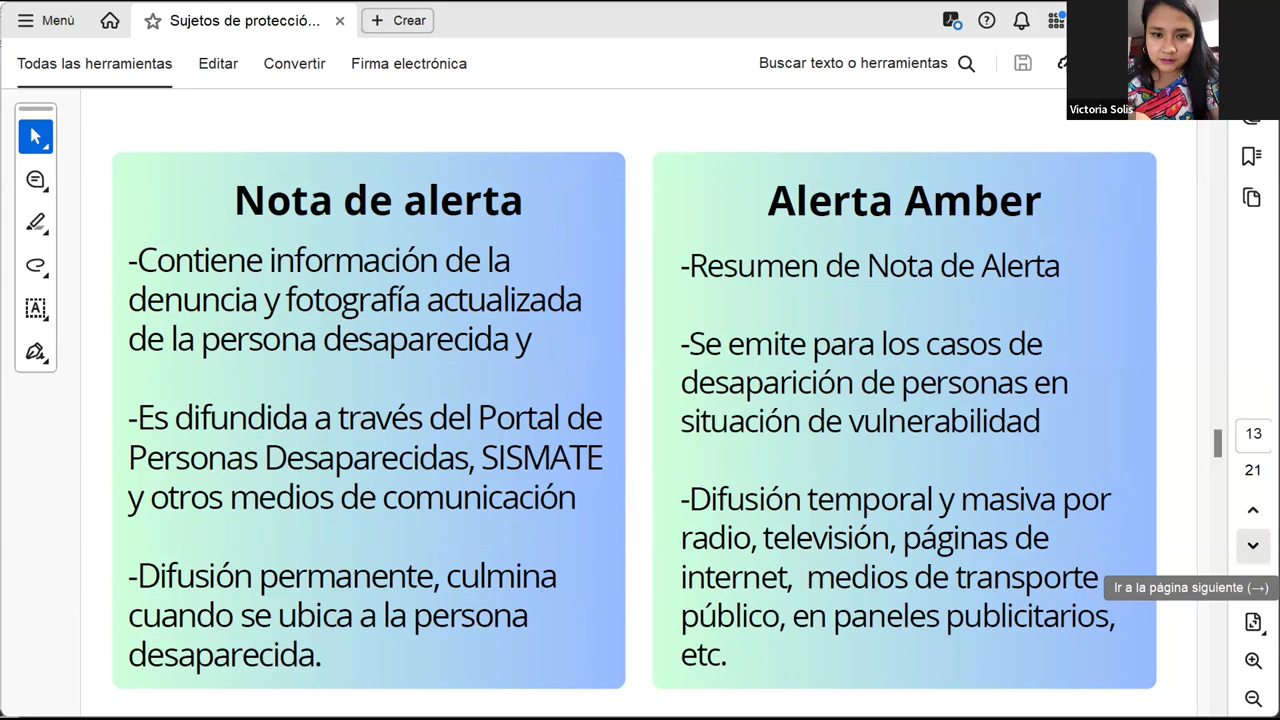 Menú
Sujetos de protecció...
Crear
Todas las herramientas
Editar
Convertir
Firma electrónica
Buscar texto o herramientas
Victoria Solis
Nota de alerta
-Contiene información de la
denuncia y fotografía actualizada
de la persona desaparecida y
-Es difundida a través del Portal de
Personas Desaparecidas, SISMATE
y otros medios de comunicación
-Difusión permanente, culmina
cuando se ubica a la persona
desaparecida.
Alerta Amber
-Resumen de Nota de Alerta
-Se emite para los casos de
desaparición de personas en
situación de vulnerabilidad
-Difusión temporal y masiva por
radio, televisión, páginas de
internet, medios de transporte
público, en paneles publicitarios,
etc.
13
21
Ir a la página siguiente (→)